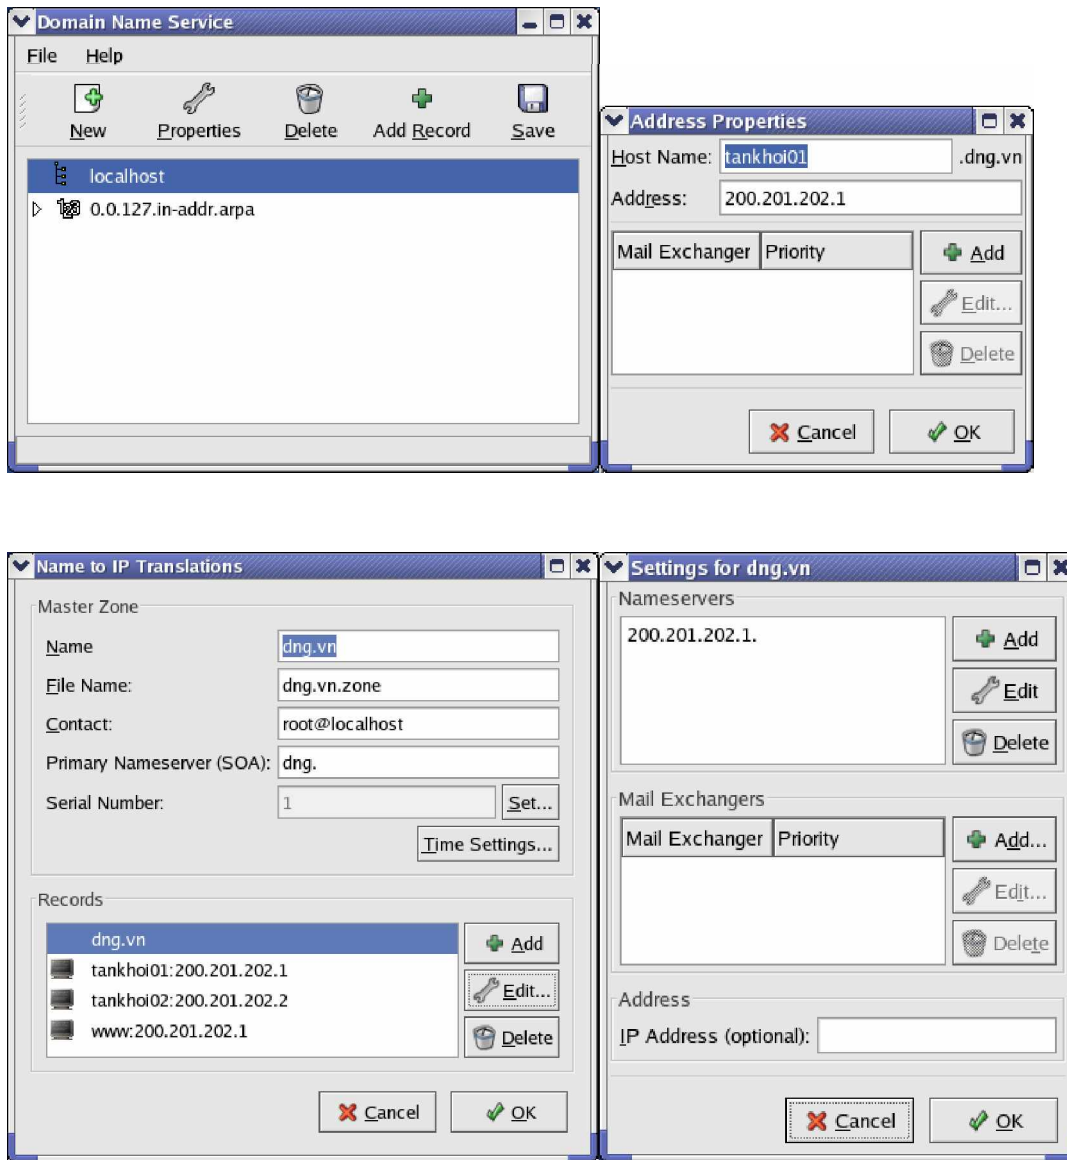 Domain Name Service
File Help
New Properties Delete Add Record Save
localhost
0.0.127.in-addr.arpa
Address Properties
Host Name: tankhoi01 .dng.vn
Address: 200.201.202.1
Mail Exchanger Priority
Add
Edit...
Delete
Cancel OK
Name to IP Translations
Master Zone
Name dng.vn
File Name: dng.vn.zone
Contact: root@localhost
Primary Nameserver (SOA): dng.
Serial Number: 1 Set...
Time Settings...
Records
dng.vn
tankhoi01:200.201.202.1
tankhoi02:200.201.202.2
www:200.201.202.1
Add
Edit...
Delete
Cancel OK
Settings for dng.vn
Nameservers
200.201.202.1.
Add
Edit
Delete
Mail Exchangers
Mail Exchanger Priority
Add...
Edit...
Delete
Address
IP Address (optional):
Cancel OK